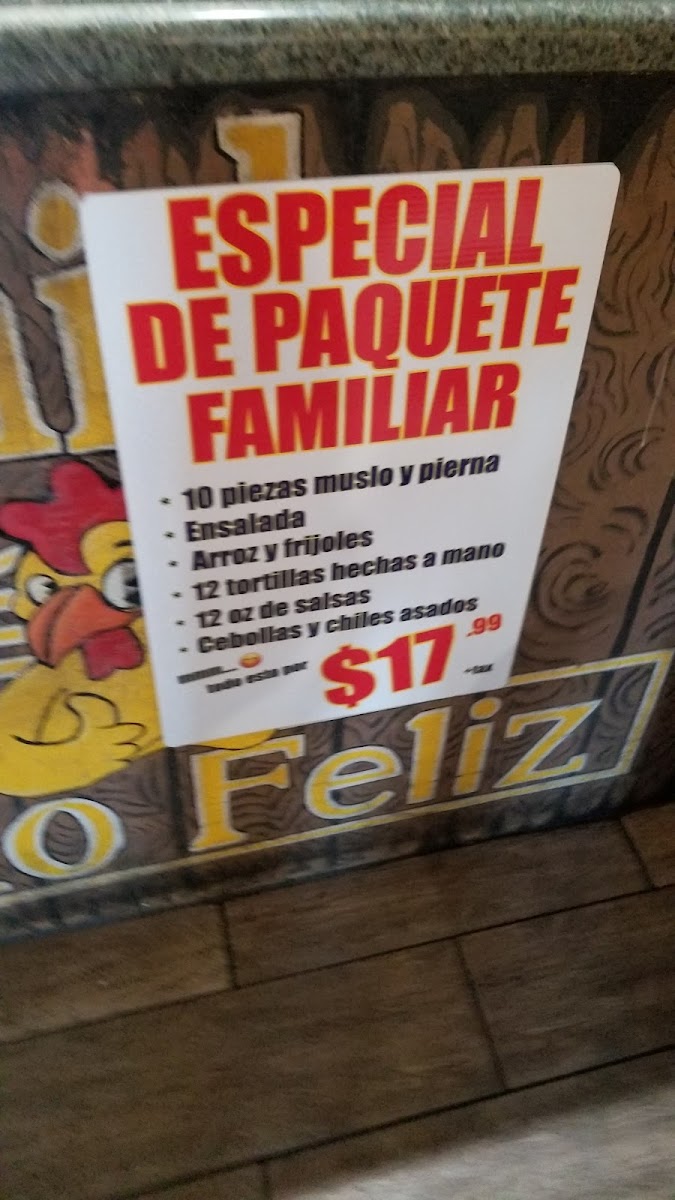 ESPECIAL
DE PAQUETE
FAMILIAR
• 10 piezas muslo y pierna
• Ensalada
• Arroz y frijoles
• 12 tortillas hechas a mano
• 12 oz de salsas
• Cebollas y chiles asados
mmm...
todo esto por $17.99 +tax
o Feliz